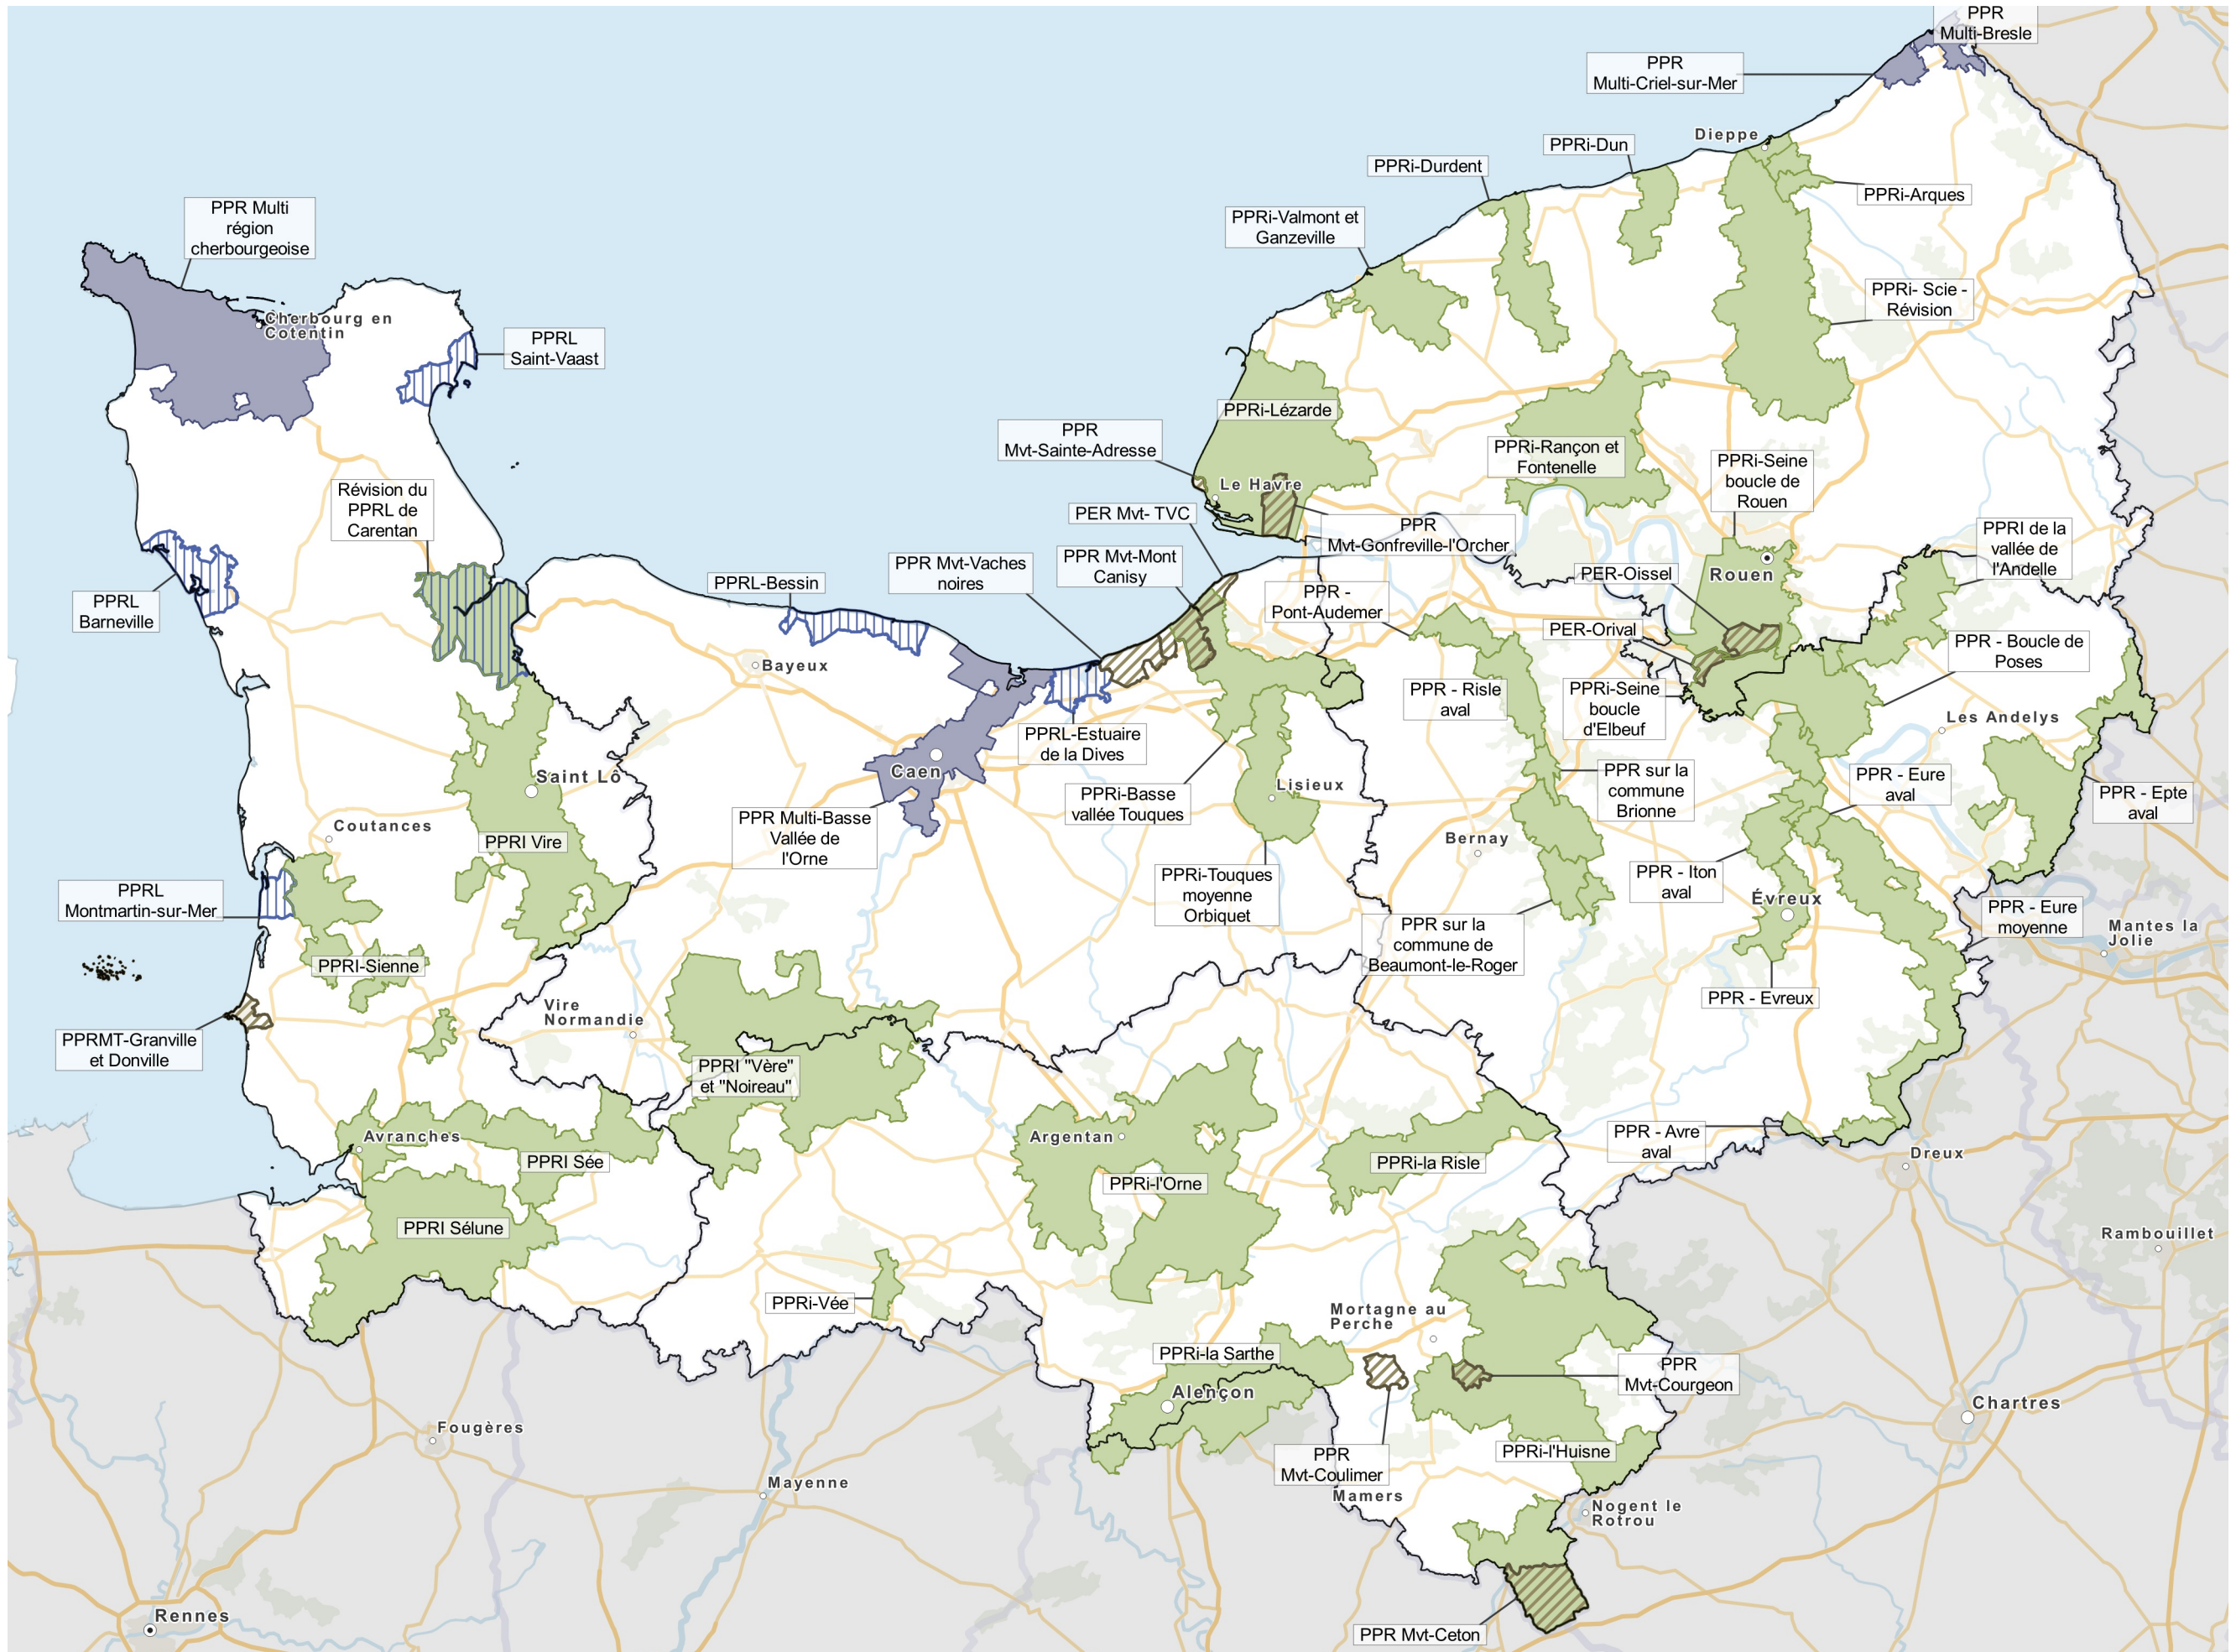 PPR
Multi-Bresle
PPR
Multi-Criel-sur-Mer
Dieppe
PPRi-Dun
PPRi-Durdent
PPRi-Arques
PPRi-Valmont et
Ganzeville
PPR Multi
région
cherbourgeoise
PPRi- Scie -
Révision
Cherbourg en
Cotentin
PPRL
Saint-Vaast
PPRi-Lézarde
PPR
Mvt-Sainte-Adresse
PPRi-Rançon et
Fontenelle
PPRi-Seine
boucle de
Rouen
Le Havre
Révision du
PPRL de
Carentan
PER Mvt- TVC
PPR
Mvt-Gonfreville-l'Orcher
PPRI de la
vallée de
l'Andelle
PPR Mvt-Vaches
noires
PPR Mvt-Mont
Canisy
PPRL-Bessin
PER-Oissel
Rouen
PPR -
Pont-Audemer
PPRL
Barneville
PER-Orival
PPR - Boucle de
Poses
Bayeux
PPR - Risle
aval
PPRi-Seine
boucle
d'Elbeuf
Les Andelys
PPRL-Estuaire
de la Dives
Caen
Saint Lô
Lisieux
PPR sur la
commune
Brionne
PPR - Eure
aval
PPR - Epte
aval
PPRi-Basse
vallée Touques
PPR Multi-Basse
Vallée de
l'Orne
Coutances
PPRI Vire
Bernay
PPRi-Touques
moyenne
Orbiquet
PPR - Iton
aval
Évreux
PPRL
Montmartin-sur-Mer
PPR sur la
commune de
Beaumont-le-Roger
PPR - Eure
moyenne
Mantes la
Jolie
PPRI-Sienne
PPR - Evreux
Vire
Normandie
PPRMT-Granville
et Donville
PPRI "Vère"
et "Noireau"
Avranches
Argentan
PPR - Avre
aval
Dreux
PPRI Sée
PPRi-la Risle
PPRi-l'Orne
PPRI Sélune
Rambouillet
PPRi-Vée
Mortagne au
Perche
PPRi-la Sarthe
PPR
Mvt-Courgeon
Alençon
Chartres
Fougères
PPRi-l'Huisne
PPR
Mvt-Coulimer
Mayenne
Mamers
Nogent le
Rotrou
Rennes
PPR Mvt-Ceton